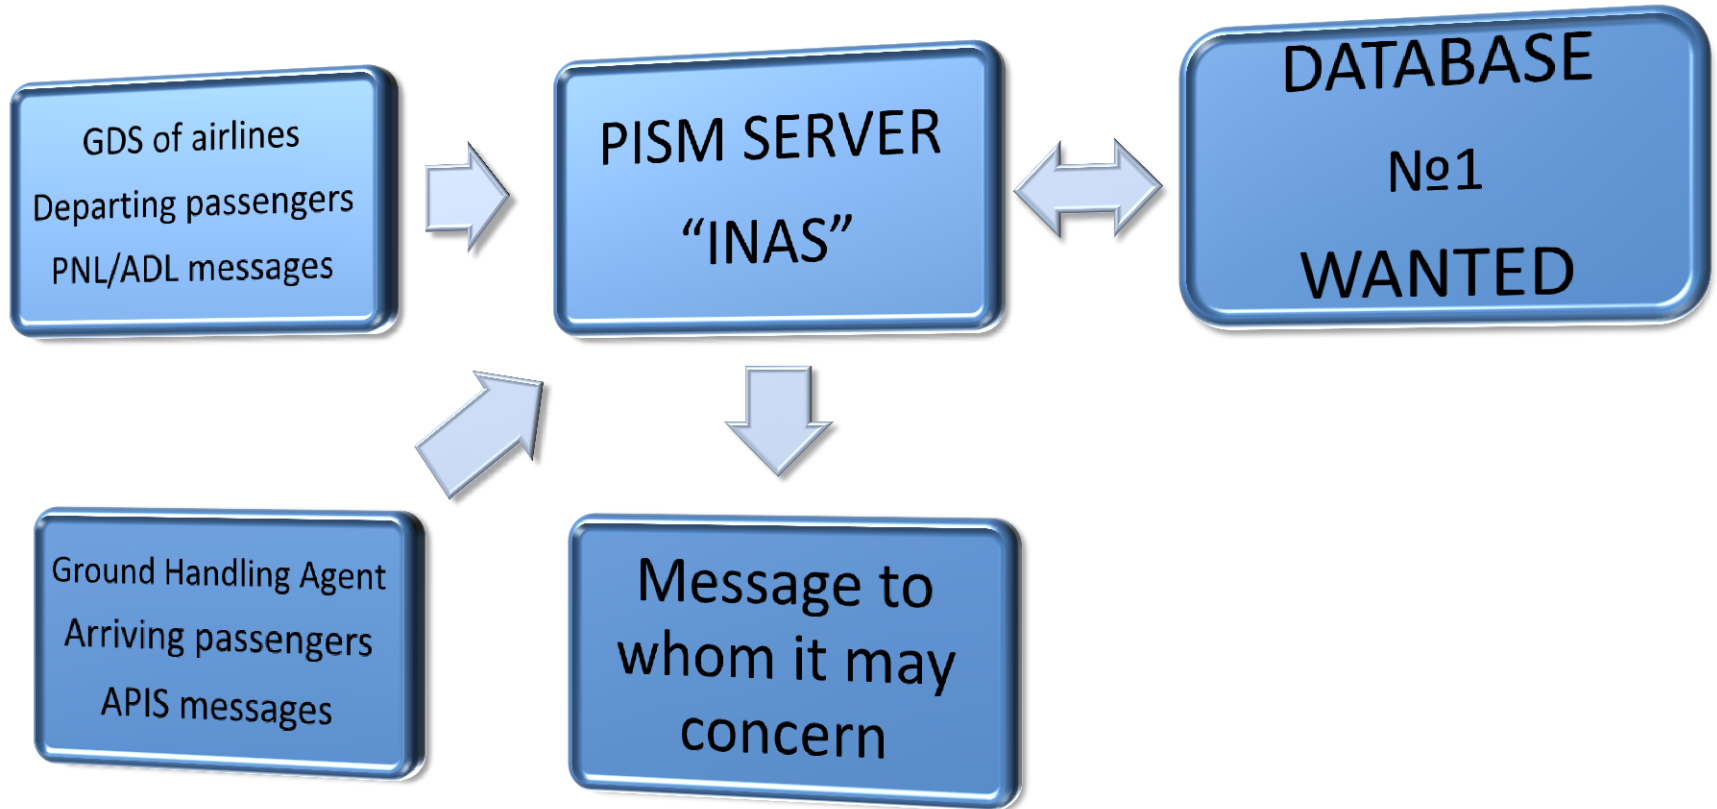 GDS of airlines
Departing passengers
PNL/ADL messages
PISM SERVER
“INAS”
DATABASE
№1
WANTED
Ground Handling Agent
Arriving passengers
APIS messages
Message to
whom it may
concern